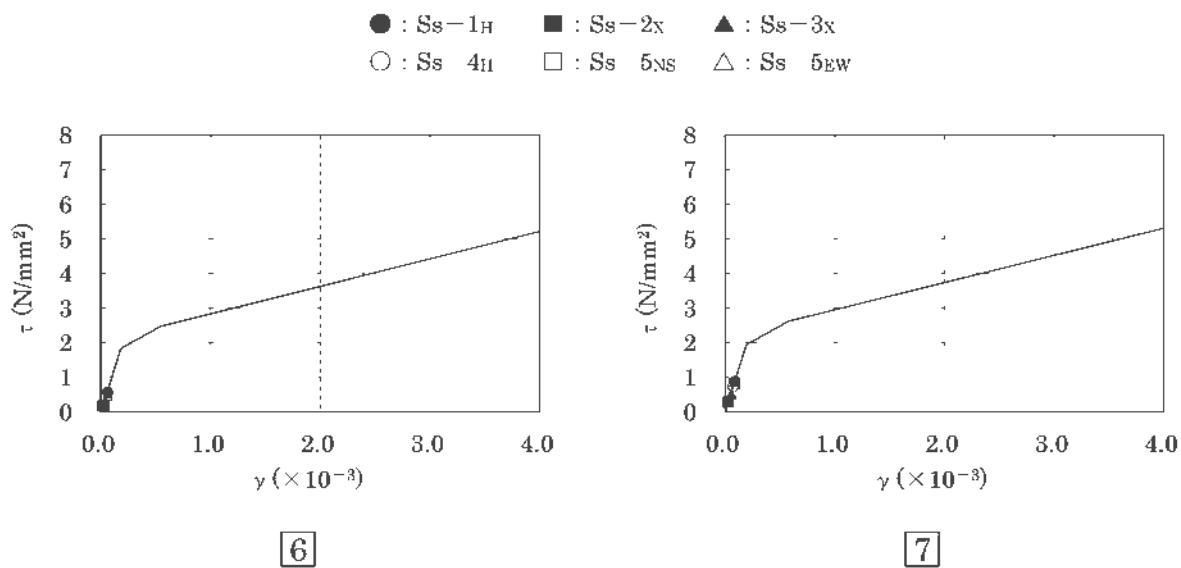 ● : Ss−1H ■ : Ss−2X ▲ : Ss−3X
○ : Ss 4H □ : Ss 5NS △ : Ss 5EW
8 8
7 7
6 6
5 5
4 4
3 3
2 2
1 1
0 0
τ (N/mm²) τ (N/mm²)
0.0 1.0 2.0 3.0 4.0 0.0 1.0 2.0 3.0 4.0
γ (×10⁻³) γ (×10⁻³)
6 7